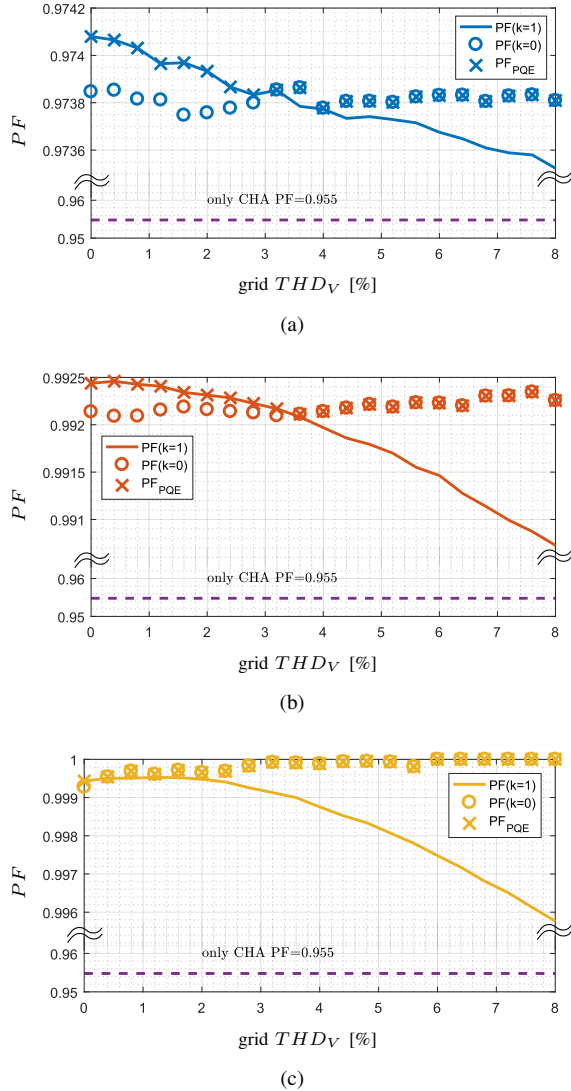 0.9742
0.974
0.9738
0.9736
0.96
0.95
PF
PF(k=1)
PF(k=0)
PF_PQE
only CHA PF=0.955
0 1 2 3 4 5 6 7 8
grid THD_V [%]
(a)
0.9925
0.992
0.9915
0.991
0.96
0.95
PF
PF(k=1)
PF(k=0)
PF_PQE
only CHA PF=0.955
0 1 2 3 4 5 6 7 8
grid THD_V [%]
(b)
1
0.999
0.998
0.997
0.996
0.96
0.95
PF
PF(k=1)
PF(k=0)
PF_PQE
only CHA PF=0.955
0 1 2 3 4 5 6 7 8
grid THD_V [%]
(c)